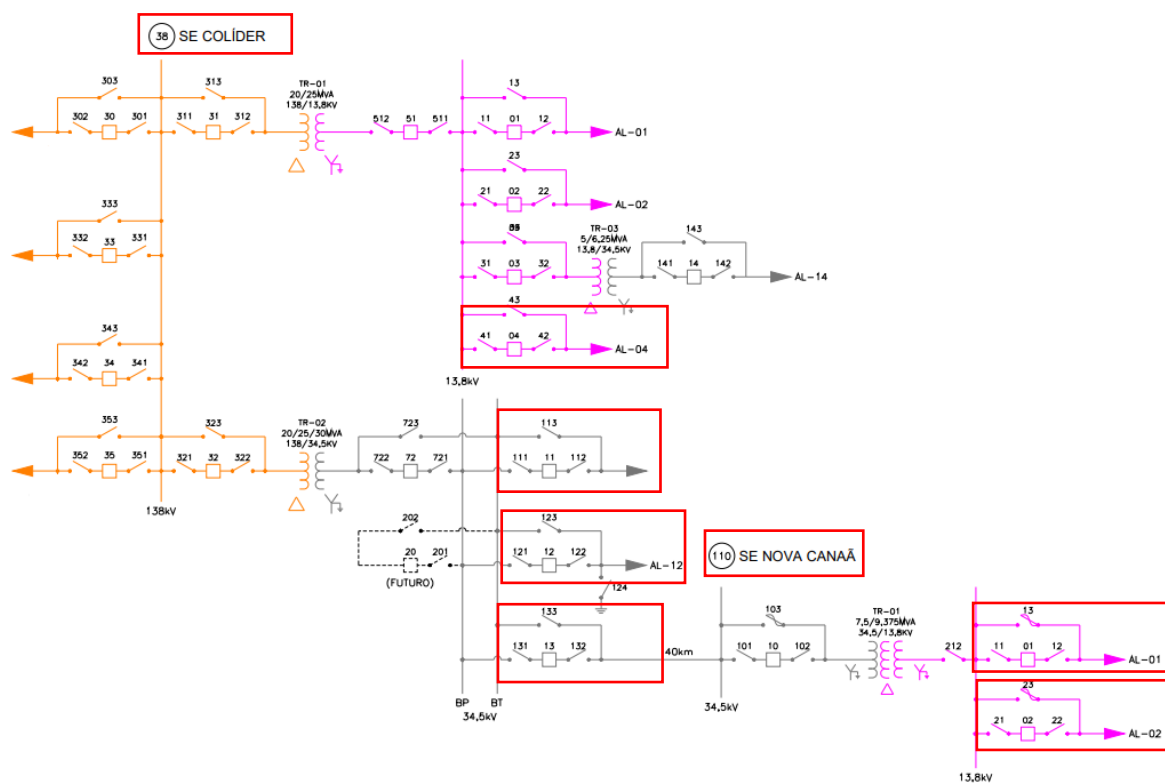 38 SE COLÍDER
303
302 30 301
313
311 31 312
TR-01
20/25MVA
138/13,8KV
512 51 511
13
11 01 12
AL-01
23
21 02 22
AL-02
333
332 33 331
31 03 32
TR-03
5/6,25MVA
13,8/34,5KV
143
141 14 142
AL-14
43
41 04 42
AL-04
343
342 34 341
13,8kV
353
352 35 351
323
321 32 322
TR-02
20/25/30MVA
138/34,5KV
723
722 72 721
113
111 11 112
138kV
202
20 201
(FUTURO)
123
121 12 122
AL-12
124
110 SE NOVA CANAÃ
133
131 13 132
40km
103
101 10 102
TR-01
7,5/9,375MVA
34,5/13,8KV
212
13
11 01 12
AL-01
23
21 02 22
AL-02
BP BT
34,5kV
34,5kV
13,8kV